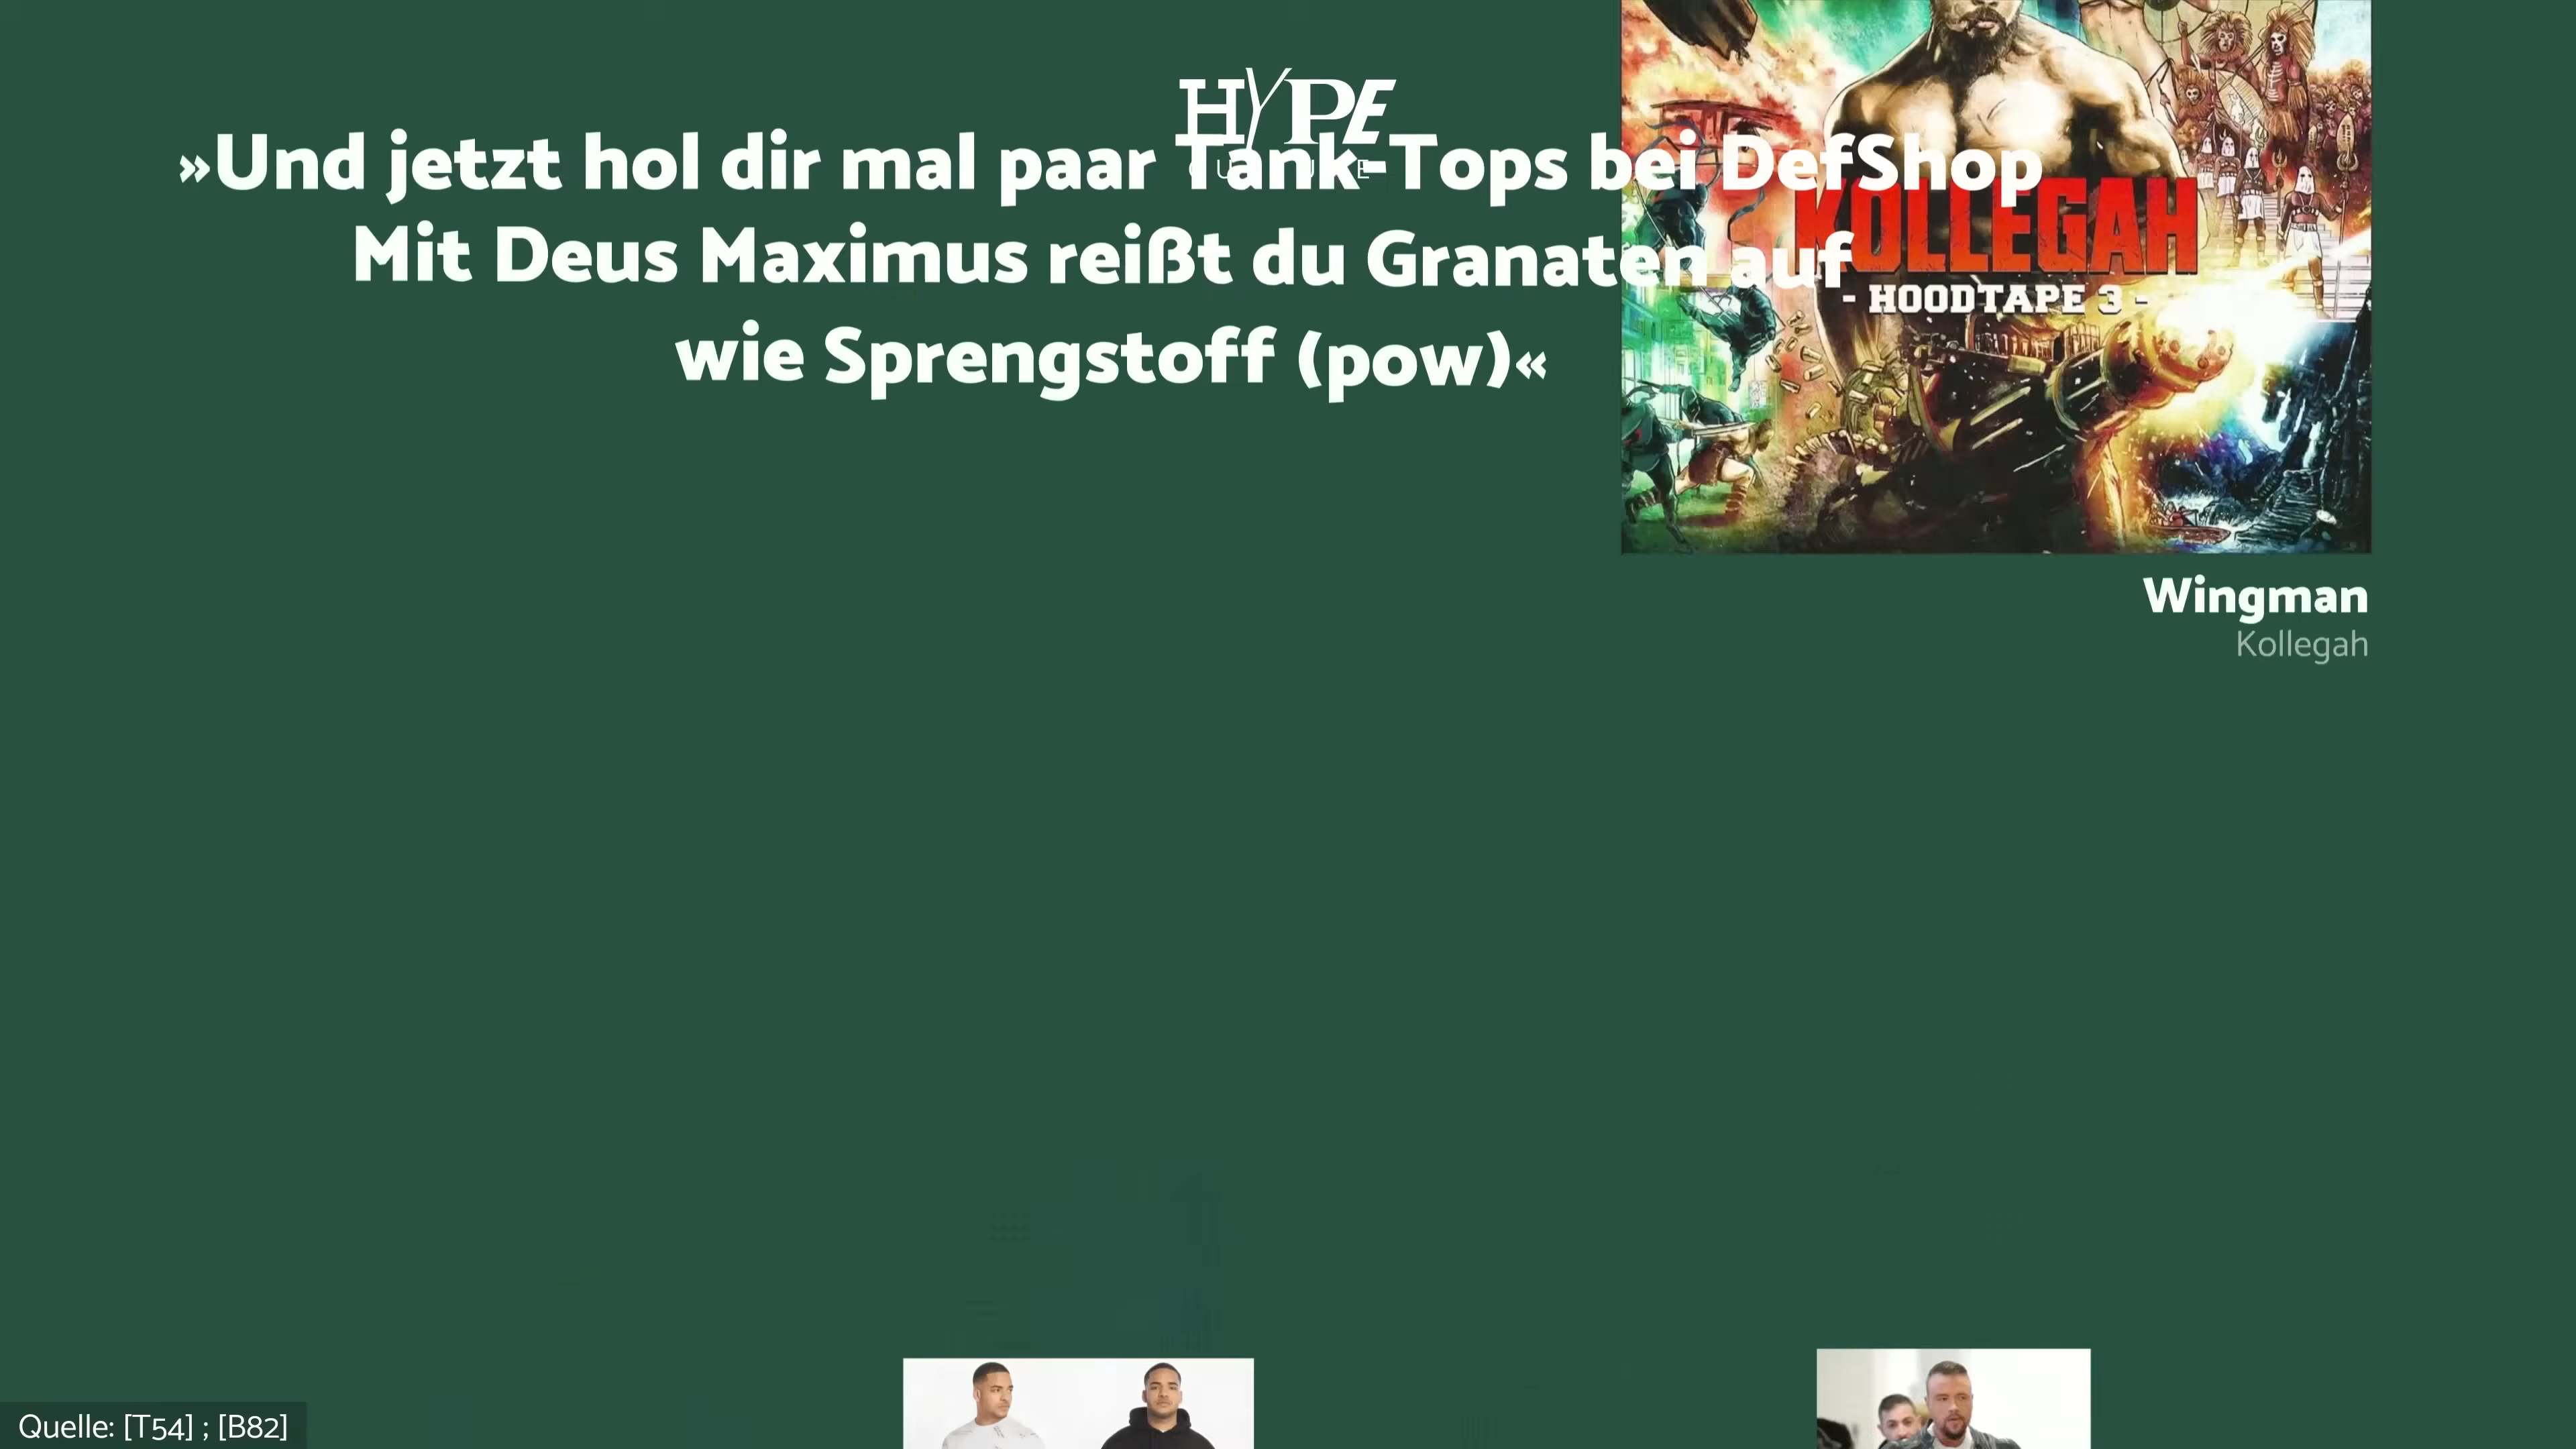 HYPE
»Und jetzt hol dir mal paar Tank-Tops bei DefShop
Mit Deus Maximus reißt du Granaten auf
wie Sprengstoff (pow)«
KOLLEGAH
- HOODTAPE 3 -
Wingman
Kollegah
Quelle: [T54] ; [B82]